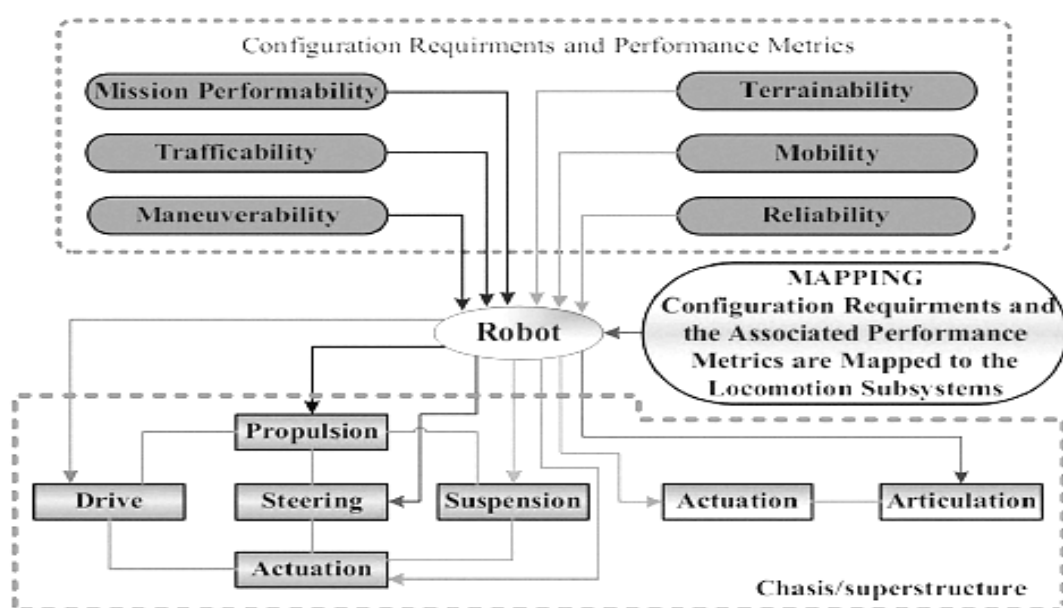 Configuration Requirments and Performance Metrics
Mission Performability
Terrainability
Trafficability
Mobility
Maneuverability
Reliability
MAPPING
Configuration Requirments and
the Associated Performance
Metrics are Mapped to the
Locomotion Subsystems
Robot
Propulsion
Drive
Steering
Suspension
Actuation
Articulation
Actuation
Chasis/superstructure